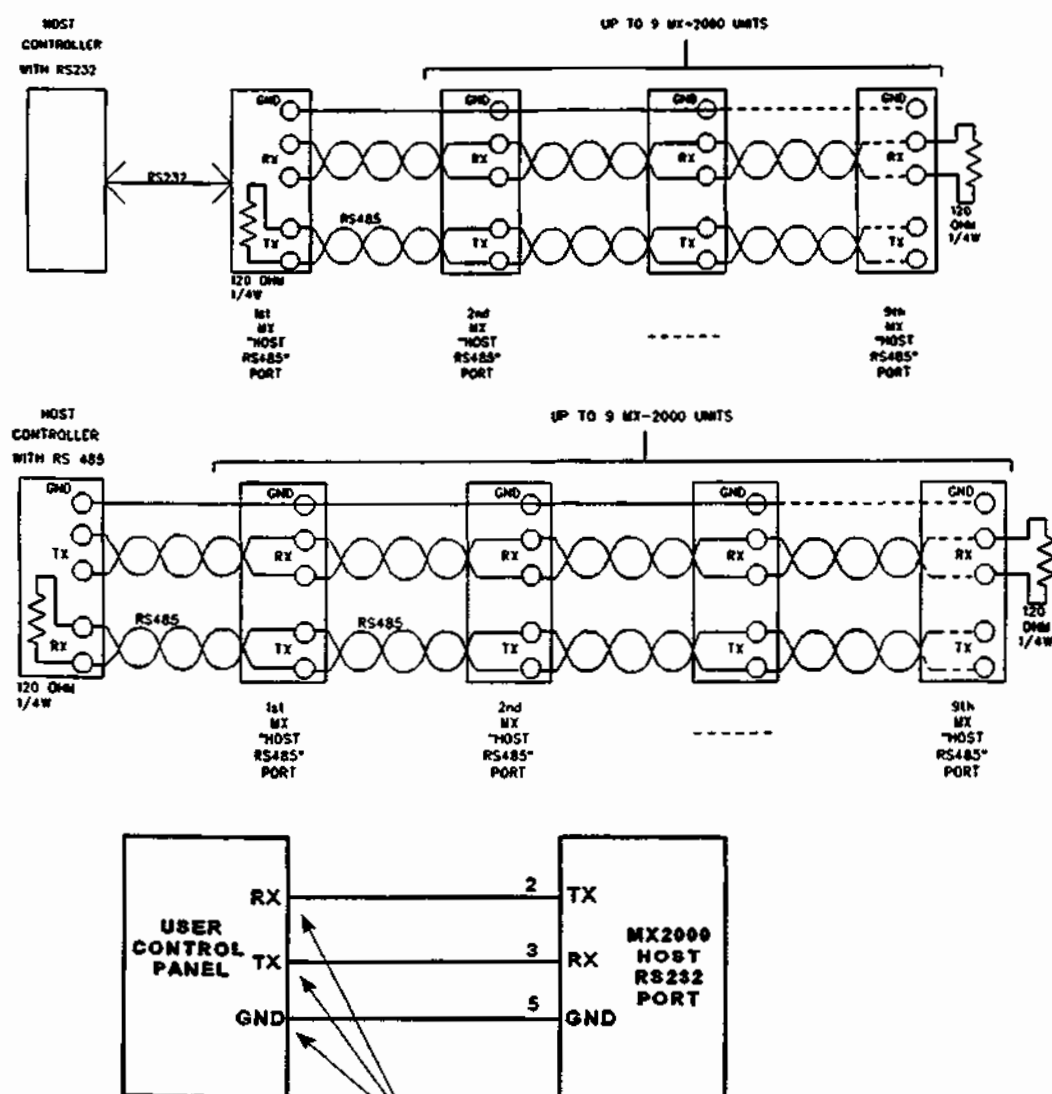 HOST
CONTROLLER
WITH RS232
UP TO 9 MX-2000 UNITS
GND
GND
GND
GND
RX
RX
RX
RX
RS232
RS485
TX
TX
TX
TX
120 OHM
1/4W
120
OHM
1/4W
1st
MX
"HOST
RS485"
PORT
2nd
MX
"HOST
RS485"
PORT
9th
MX
"HOST
RS485"
PORT
HOST
CONTROLLER
WITH RS 485
UP TO 9 MX-2000 UNITS
GND
GND
GND
GND
GND
TX
RX
RX
RX
RX
RS485
RS485
RX
TX
TX
TX
TX
120 OHM
1/4W
120
OHM
1/4W
1st
MX
"HOST
RS485"
PORT
2nd
MX
"HOST
RS485"
PORT
9th
MX
"HOST
RS485"
PORT
USER
CONTROL
PANEL
RX
TX
GND
2
3
5
TX
RX
GND
MX2000
HOST
RS232
PORT